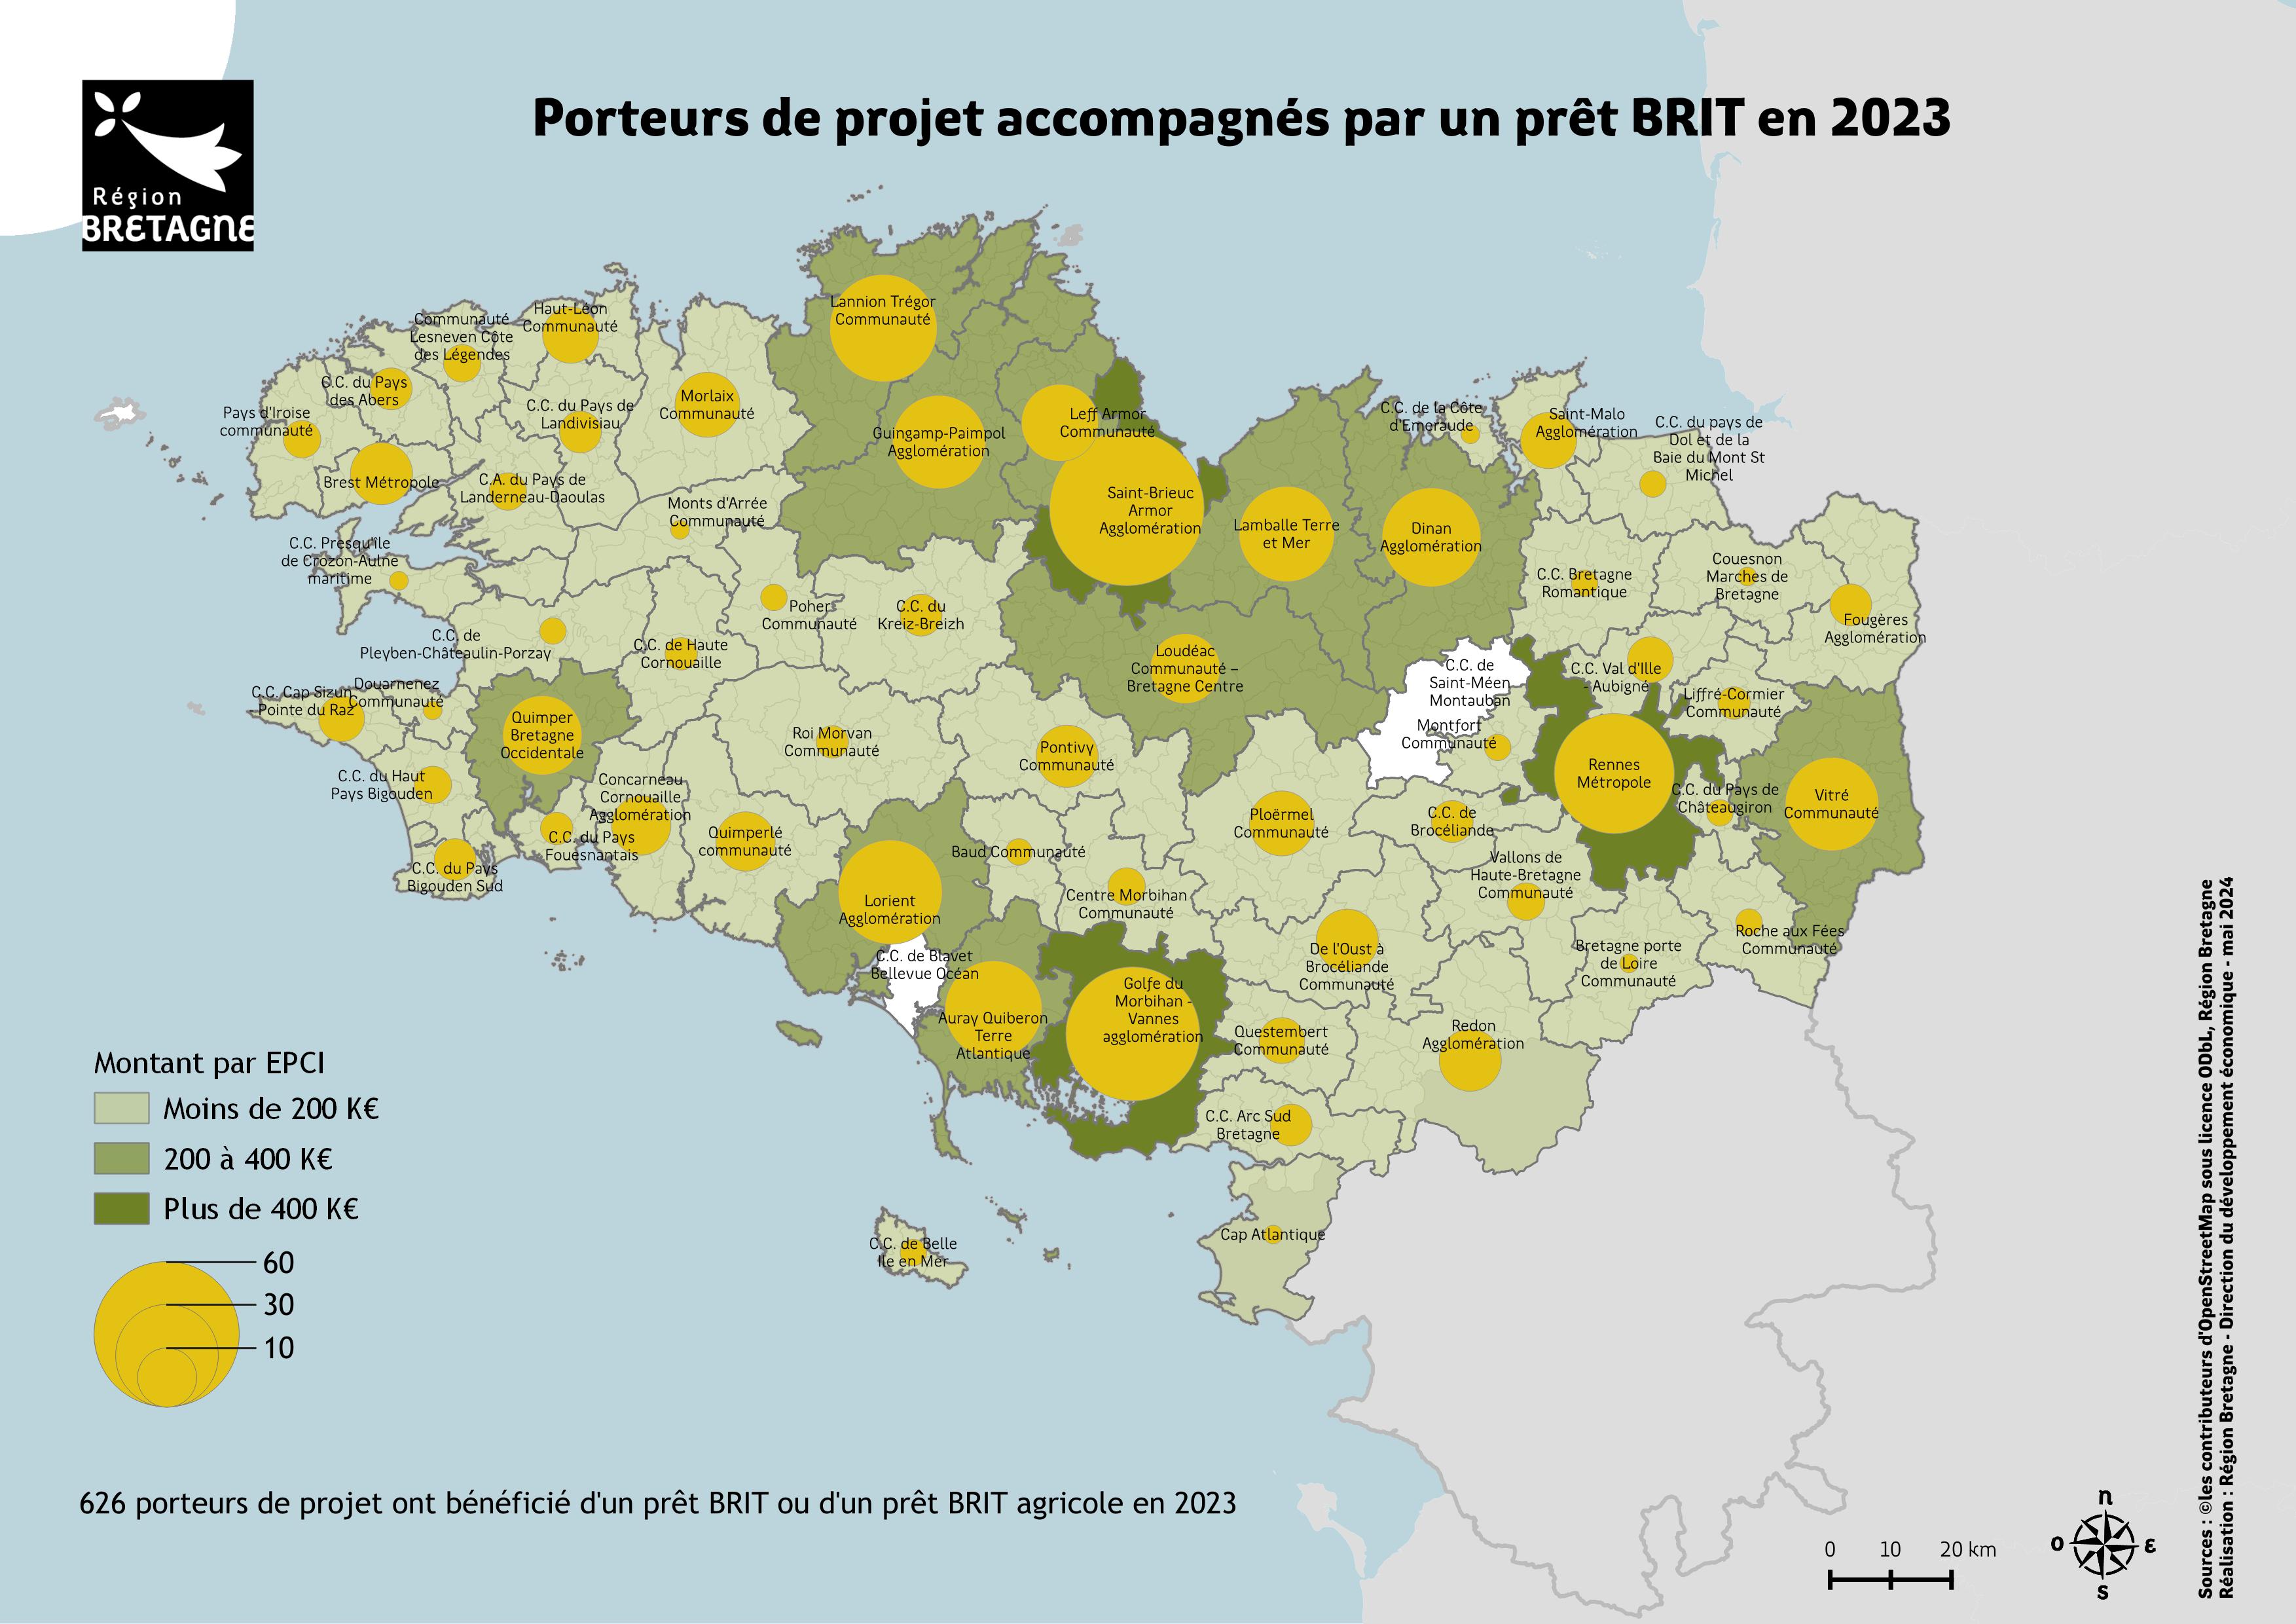 Région
BRETAGNE
Porteurs de projet accompagnés par un prêt BRIT en 2023
Lannion Trégor
Communauté
Haut-Léon
Communauté
Communauté
Lesneven Côte
des Légendes
C.C. du Pays
des Abers
Pays d'Iroise
communauté
Brest Métropole
C.C. du Pays de
Landivisiau
Morlaix
Communauté
C.A. du Pays de
Landerneau-Daoulas
Guingamp-Paimpol
Agglomération
Leff Armor
Communauté
Saint-Brieuc
Armor
Agglomération
Lamballe Terre
et Mer
Dinan
Agglomération
C.C. de la Côte
d'Emeraude
Saint-Malo
Agglomération
C.C. du pays de
Dol et de la
Baie du Mont St
Michel
Monts d'Arrée
Communauté
C.C. Presqu'île
de Crozon-Aulne
maritime
C.C. de
Pleyben-Châteaulin-Porzay
C.C. de Haute
Cornouaille
Poher
Communauté
C.C. du
Kreiz-Breizh
Loudéac
Communauté –
Bretagne Centre
C.C. Bretagne
Romantique
Couesnon
Marches de
Bretagne
Fougères
Agglomération
C.C. de
Saint-Méen
Montauban
C.C. Val d'Ille
- Aubigné
Liffré-Cormier
Communauté
Montfort
Communauté
Rennes
Métropole
C.C. du Pays de
Châteaugiron
Vitré
Communauté
C.C. Cap Sizun
- Pointe du Raz
Douarnenez
Communauté
Quimper
Bretagne
Occidentale
C.C. du Haut
Pays Bigouden
C.C. du Pays
Bigouden Sud
C.C. du Pays
Fouesnantais
Concarneau
Cornouaille
Agglomération
Quimperlé
communauté
Roi Morvan
Communauté
Pontivy
Communauté
Ploërmel
Communauté
C.C. de
Brocéliande
Vallons de
Haute-Bretagne
Communauté
Baud Communauté
Centre Morbihan
Communauté
Lorient
Agglomération
C.C. de Blavet
Bellevue Océan
Auray Quiberon
Terre
Atlantique
Golfe du
Morbihan -
Vannes
agglomération
De l'Oust à
Brocéliande
Communauté
Bretagne porte
de Loire
Communauté
Roche aux Fées
Communauté
Questembert
Communauté
Redon
Agglomération
C.C. Arc Sud
Bretagne
Cap Atlantique
C.C. de Belle
Ile en Mer
Montant par EPCI
Moins de 200 K€
200 à 400 K€
Plus de 400 K€
60
30
10
626 porteurs de projet ont bénéficié d'un prêt BRIT ou d'un prêt BRIT agricole en 2023
0 10 20 km
n
o ε
s
Sources : ©les contributeurs d'OpenStreetMap sous licence ODbL, Région Bretagne
Réalisation : Région Bretagne - Direction du développement économique - mai 2024